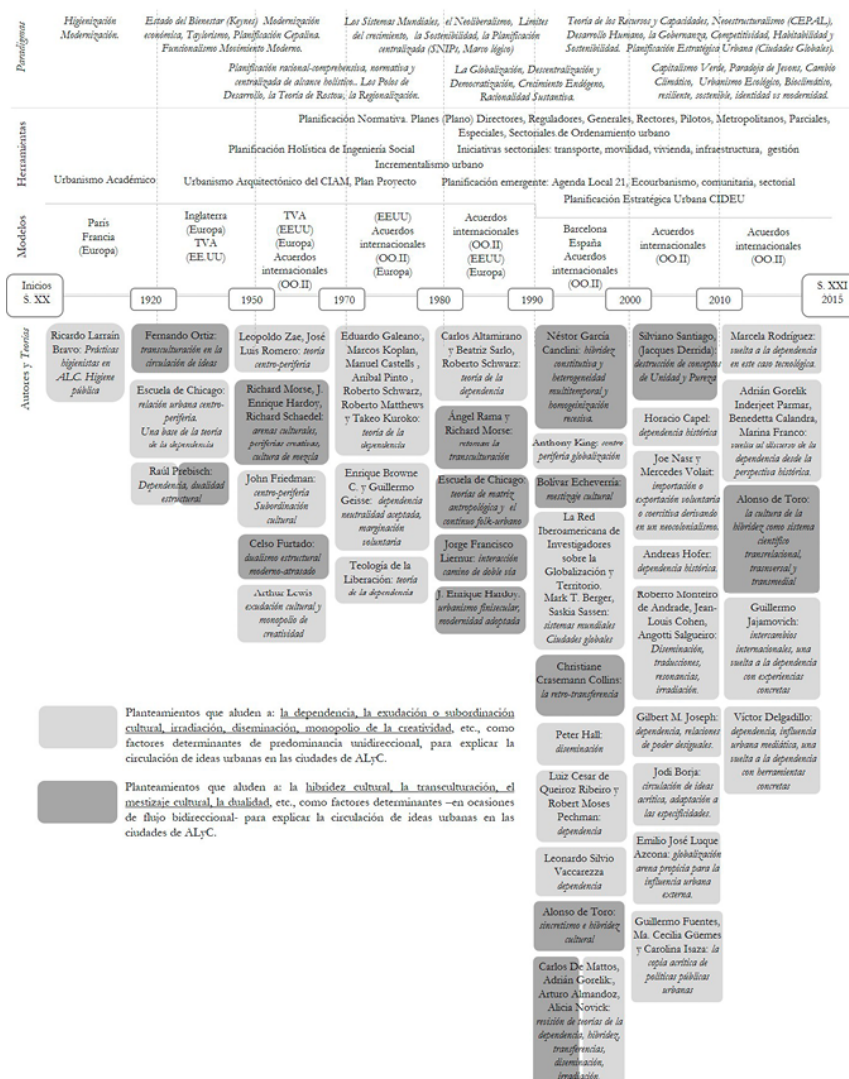 Paradigmas
Higienización
Modernización.
Estado del Bienestar (Keynes) Modernización
económica, Taylorismo, Planificación Cepalina.
Funcionalismo Movimiento Moderno.
Planificación racional-comprehensiva, normativa y
centralizada de alcance holístico.. Los Polos de
Desarrollo, la Teoría de Rostow, la Regionalización.
Los Sistemas Mundiales, el Neoliberalismo, Límites
del crecimiento, la Sostenibilidad, la Planificación
centralizada (SNIPs, Marco lógico)
La Globalización, Descentralización y
Democratización, Crecimiento Endógeno,
Racionalidad Sustantiva.
Teoría de los Recursos y Capacidades, Neoestructuralismo (CEPAL),
Desarrollo Humano, la Gobernanza, Competitividad, Habitabilidad y
Sostenibilidad. Planificación Estratégica Urbana (Ciudades Globales).
Capitalismo Verde, Paradoja de Jesons, Cambio
Climático, Urbanismo Ecológico, Bioclimático,
resiliente, sostenible, identidad vs modernidad.
Herramientas
Planificación Normativa. Planes (Plano) Directores, Reguladores, Generales, Rectores, Pilotos, Metropolitanos, Parciales,
Especiales, Sectoriales de Ordenamiento urbano
Planificación Holística de Ingeniería Social
Iniciativas sectoriales: transporte, movilidad, vivienda, infraestructura, gestión
Incrementalismo urbano
Urbanismo Académico
Urbanismo Arquitectónico del CIAM, Plan Proyecto
Planificación emergente: Agenda Local 21, Ecourbanismo, comunitaria, sectorial
Planificación Estratégica Urbana CIDEU
Modelos
París
Francia
(Europa)
Inglaterra
(Europa)
TVA
(EE.UU)
TVA
(EEUU)
(Europa)
Acuerdos
internacionales
(OO.II)
(EEUU)
Acuerdos
internacionales
(OO.II)
(Europa)
Acuerdos
internacionales
(OO.II)
(EEUU)
(Europa)
Barcelona
España
Acuerdos
internacionales
(OO.II)
Acuerdos
internacionales
(OO.II)
Acuerdos
internacionales
(OO.II)
Inicios
S. XX
1920
1950
1970
1980
1990
2000
2010
S. XXI
2015
Autores y Teorías
Ricardo Larraín
Bravo: Prácticas
higienistas en
ALC. Higiene
pública
Fernando Ortiz:
transculturación en la
circulación de ideas
Escuela de Chicago:
relación urbana centro-
periferia.
Una base de la teoría
de la dependencia
Raúl Prebisch:
Dependencia, dualidad
estructural
Leopoldo Zae, José
Luis Romero: teoría
centro-periferia
Richard Morse, J.
Enrique Hardoy,
Richard Schaedel:
arenas culturales,
periferias creativas,
cultura de mezcla
John Friedman:
centro-periferia
Subordinación
cultural
Celso Furtado:
dualismo estructural
moderno-atrasado
Arthur Lewis
exudación cultural y
monopolio de
creatividad
Eduardo Galeano:,
Marcos Koplan,
Manuel Castells ,
Aníbal Pinto ,
Roberto Schwarz,
Roberto Matthews
y Takeo Kuroko:
teoría de la
dependencia
Enrique Browne
C. y Guillermo
Geisse: dependencia
neutralidad aceptada,
marginación
voluntaria
Teología de la
Liberación: teoría
de la dependencia
Carlos Altamirano
y Beatriz Sarlo,
Roberto Schwarz:
teoría de la
dependencia
Ángel Rama y
Richard Morse:
retoman la
transculturación
Escuela de Chicago:
teorías de matriz
antropológica y el
continuo folk-urbano
Jorge Francisco
Liernur: interacción
camino de doble vía
J. Enrique Hardoy:
urbanismo finisecular,
modernidad adoptada
Néstor García
Canclini: hibridez
constitutiva y
heterogeneidad
multitemporal y
homogenización
recesiva.
Anthony King: centro
periferia globalización
Bolívar Echeverría:
mestizaje cultural
La Red
Iberoamericana de
Investigadores
sobre la
Globalización y
Territorio.
Mark T. Berger,
Saskia Sassen:
sistemas mundiales
Ciudades globales
Christiane
Crasemann Collins:
la retro-transferencia
Peter Hall:
diseminación
Luiz Cesar de
Queiroz Ribeiro y
Robert Moses
Pechman:
dependencia
Leonardo Silvio
Vaccarezza
dependencia
Alonso de Toro:
sincretismo e hibridez
cultural
Carlos De Mattos,
Adrián Gorelik:,
Arturo Almandoz,
Alicia Novick:
revisión de teorías de la
dependencia, hibridez,
transferencias,
diseminación,
irradiación.
Silviano Santiago,
(Jacques Derrida):
destrucción de conceptos
de Unidad y Pureza
Horacio Capel:
dependencia histórica
Joe Nasr y
Mercedes Volait:
importación o
exportación voluntaria
o coercitiva derivando
en un neocolonialismo.
Andreas Hofer:
dependencia histórica.
Roberto Monteiro
de Andrade, Jean-
Louis Cohen,
Angotti Salgueiro:
Diseminación,
traducciones,
resonancias,
irradiación.
Gilbert M. Joseph:
dependencia, relaciones
de poder desiguales.
Jodi Borja:
circulación de ideas
acrítica, adaptación a
las especificidades.
Emilio José Luque
Azcona: globalización
arena propicia para la
influencia urbana
externa.
Guillermo Fuentes,
Ma. Cecilia Güemes
y Carolina Isaza: la
copia acrítica de
políticas públicas
urbanas
Marcela Rodríguez:
vuelta a la dependencia
en este caso tecnológica.
Adrián Gorelik
Inderjeet Parmar,
Benedetta Calandra,
Marina Franco:
vuelta al discurso de la
dependencia desde la
perspectiva histórica.
Alonso de Toro:
la cultura de la
hibridez como sistema
científico
transrelacional,
transversal y
transmedial
Guillermo
Jajamovich:
intercambios
internacionales, una
vuelta a la dependencia
con experiencias
concretas
Víctor Delgadillo:
dependencia, influencia
urbana mediática, una
vuelta a la dependencia
con herramientas
concretas
Planteamientos que aluden a: la dependencia, la exudación o subordinación
cultural, irradiación, diseminación, monopolio de la creatividad, etc., como
factores determinantes de predominancia unidireccional, para explicar la
circulación de ideas urbanas en las ciudades de ALyC.
Planteamientos que aluden a: la hibridez cultural, la transculturación, el
mestizaje cultural, la dualidad, etc., como factores determinantes –en ocasiones
de flujo bidireccional- para explicar la circulación de ideas urbanas en las
ciudades de ALyC.